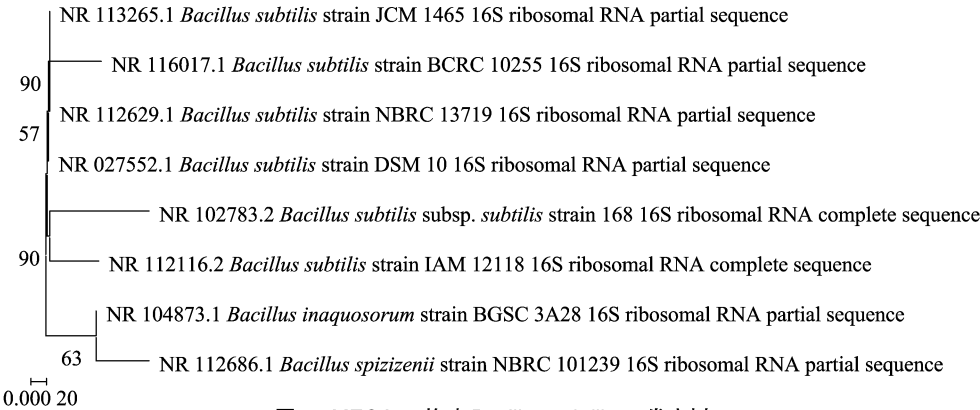 NR 113265.1 Bacillus subtilis strain JCM 1465 16S ribosomal RNA partial sequence
NR 116017.1 Bacillus subtilis strain BCRC 10255 16S ribosomal RNA partial sequence
90
NR 112629.1 Bacillus subtilis strain NBRC 13719 16S ribosomal RNA partial sequence
57
NR 027552.1 Bacillus subtilis strain DSM 10 16S ribosomal RNA partial sequence
NR 102783.2 Bacillus subtilis subsp. subtilis strain 168 16S ribosomal RNA complete sequence
90
NR 112116.2 Bacillus subtilis strain IAM 12118 16S ribosomal RNA complete sequence
NR 104873.1 Bacillus inaquosorum strain BGSC 3A28 16S ribosomal RNA partial sequence
63
NR 112686.1 Bacillus spizizenii strain NBRC 101239 16S ribosomal RNA partial sequence
0.000 20